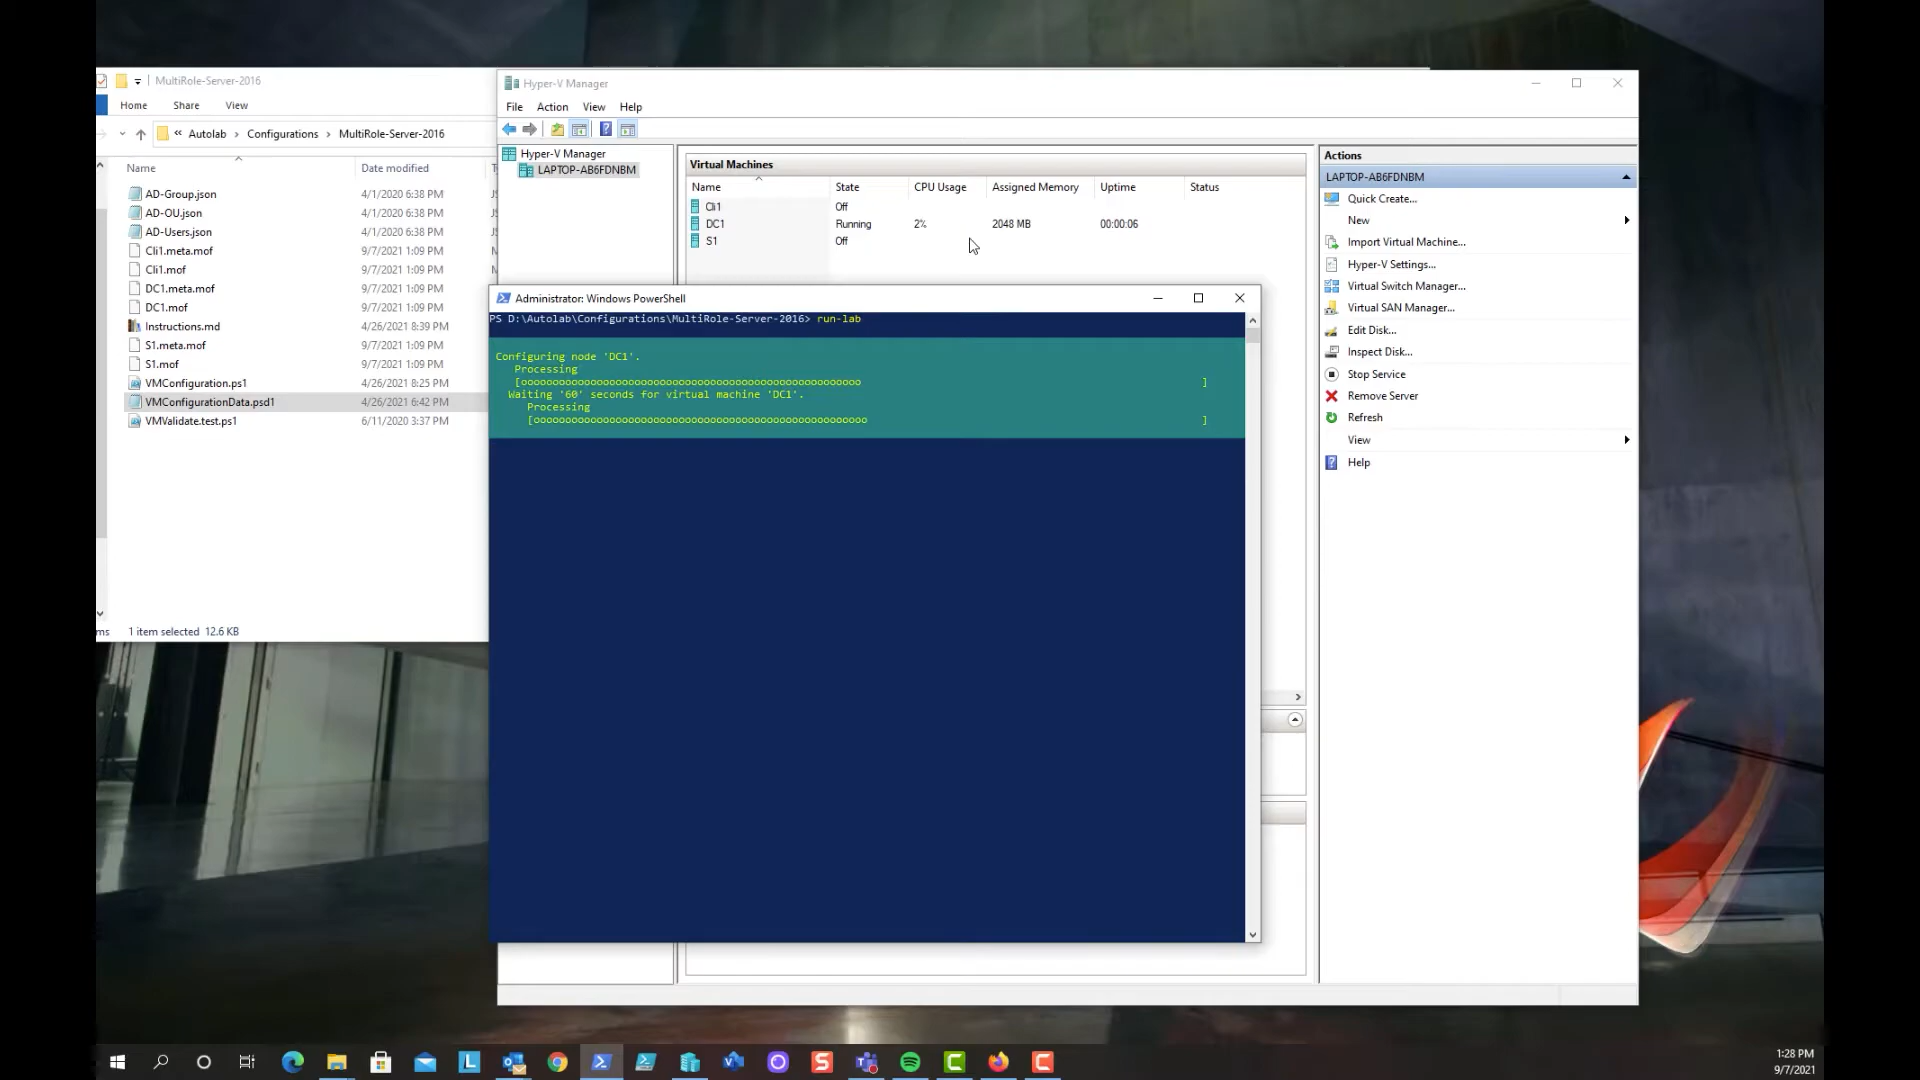 MultiRole-Server-2016
Home Share View
« Autolab › Configurations › MultiRole-Server-2016
Name Date modified
AD-Group.json 4/1/2020 6:38 PM JS
AD-OU.json 4/1/2020 6:38 PM JS
AD-Users.json 4/1/2020 6:38 PM JS
Cli1.meta.mof 9/7/2021 1:09 PM M
Cli1.mof 9/7/2021 1:09 PM
DC1.meta.mof 9/7/2021 1:09 PM
DC1.mof 9/7/2021 1:09 PM
Instructions.md 4/26/2021 8:39 PM
S1.meta.mof 9/7/2021 1:09 PM
S1.mof 9/7/2021 1:09 PM
VMConfiguration.ps1 4/26/2021 8:25 PM
VMConfigurationData.psd1 4/26/2021 6:42 PM
VMValidate.test.ps1 6/11/2020 3:37 PM
ms 1 item selected 12.6 KB
Hyper-V Manager
File Action View Help
Hyper-V Manager
LAPTOP-AB6FDNBM
Virtual Machines
Name State CPU Usage Assigned Memory Uptime Status
Cli1 Off
DC1 Running 2% 2048 MB 00:00:06
S1 Off
Actions
LAPTOP-AB6FDNBM
Quick Create...
New
Import Virtual Machine...
Hyper-V Settings...
Virtual Switch Manager...
Virtual SAN Manager...
Edit Disk...
Inspect Disk...
Stop Service
Remove Server
Refresh
View
Help
Administrator: Windows PowerShell
PS D:\Autolab\Configurations\MultiRole-Server-2016> run-lab
Configuring node 'DC1'.
Processing
[oooooooooooooooooooooooooooooooooooooooooooooooooooooo ]
Waiting '60' seconds for virtual machine 'DC1'.
Processing
[ooooooooooooooooooooooooooooooooooooooooooooooooooooo ]
1:28 PM
9/7/2021